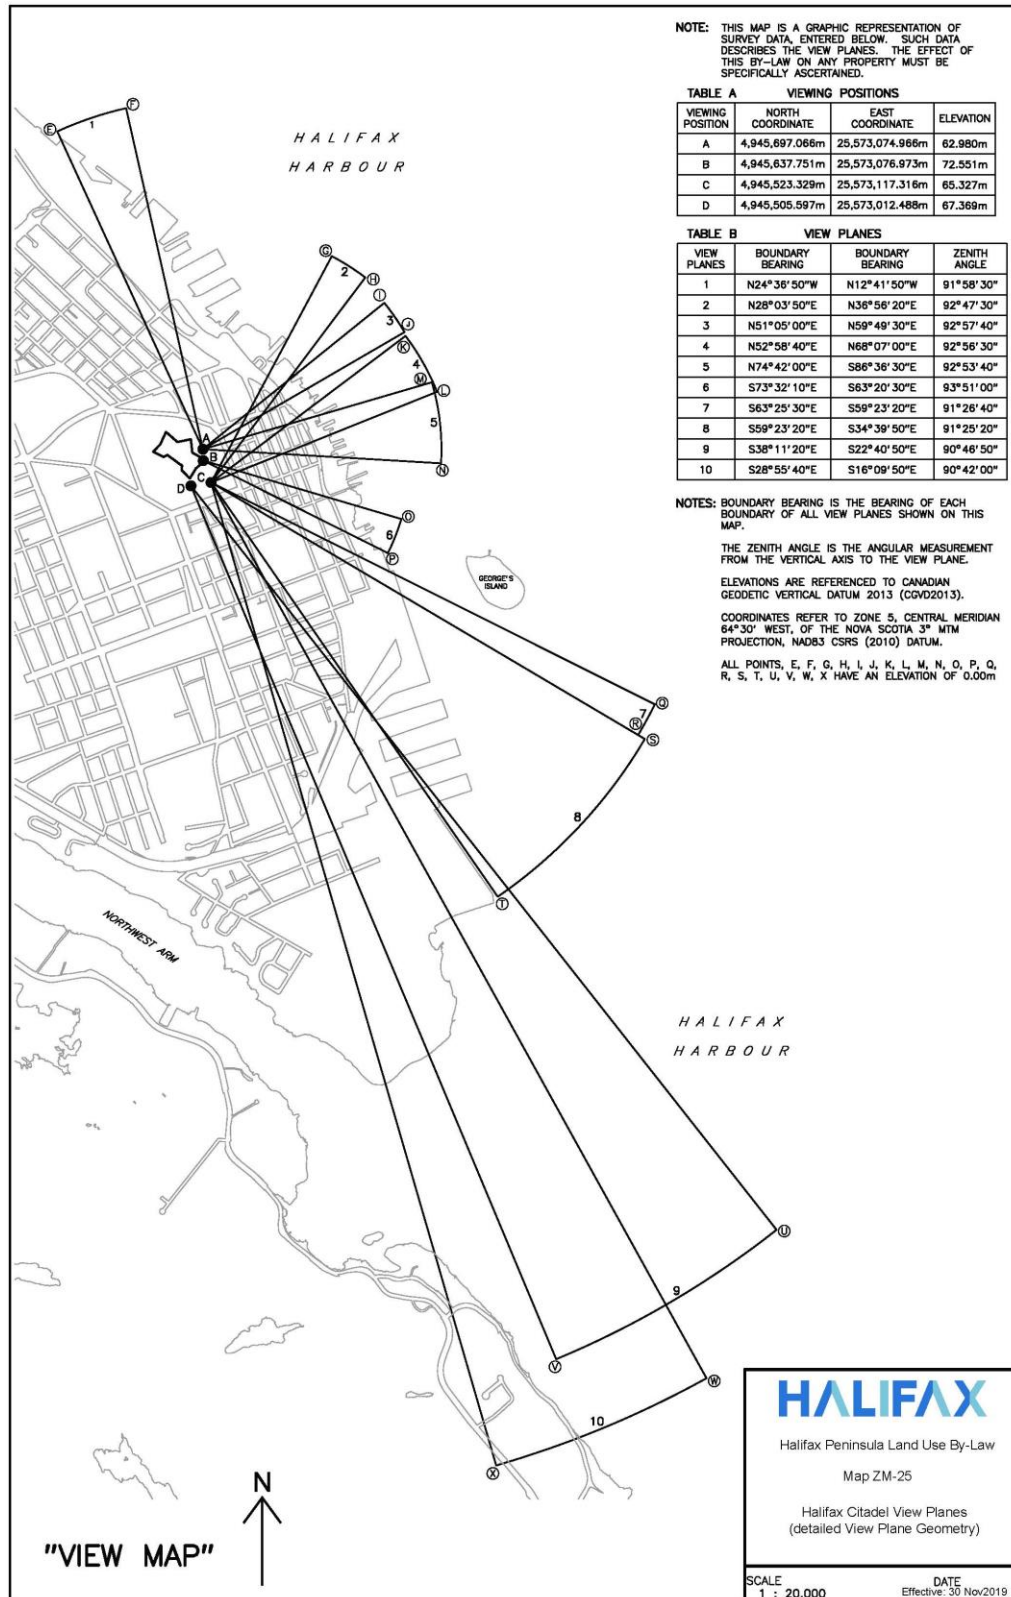 NOTE: THIS MAP IS A GRAPHIC REPRESENTATION OF
SURVEY DATA, ENTERED BELOW. SUCH DATA
DESCRIBES THE VIEW PLANES. THE EFFECT OF
THIS BY-LAW ON ANY PROPERTY MUST BE
SPECIFICALLY ASCERTAINED.
TABLE A VIEWING POSITIONS
VIEWING POSITION NORTH COORDINATE EAST COORDINATE ELEVATION
A 4,945,697.066m 25,573,074.966m 62.980m
B 4,945,637.751m 25,573,076.973m 72.551m
C 4,945,523.329m 25,573,117.316m 65.327m
D 4,945,505.597m 25,573,012.488m 67.369m
TABLE B VIEW PLANES
VIEW PLANES BOUNDARY BEARING BOUNDARY BEARING ZENITH ANGLE
1 N24°36'50"W N12°41'50"W 91°58'30"
2 N28°03'50"E N36°56'20"E 92°47'30"
3 N51°05'00"E N59°49'30"E 92°57'40"
4 N52°58'40"E N68°07'00"E 92°56'30"
5 N74°42'00"E S86°36'30"E 92°53'40"
6 S73°32'10"E S63°20'30"E 93°51'00"
7 S63°25'30"E S59°23'20"E 91°26'40"
8 S59°23'20"E S34°39'50"E 91°25'20"
9 S38°11'20"E S22°40'50"E 90°46'50"
10 S28°55'40"E S16°09'50"E 90°42'00"
NOTES: BOUNDARY BEARING IS THE BEARING OF EACH
BOUNDARY OF ALL VIEW PLANES SHOWN ON THIS
MAP.
THE ZENITH ANGLE IS THE ANGULAR MEASUREMENT
FROM THE VERTICAL AXIS TO THE VIEW PLANE.
ELEVATIONS ARE REFERENCED TO CANADIAN
GEODETIC VERTICAL DATUM 2013 (CGVD2013).
COORDINATES REFER TO ZONE 5, CENTRAL MERIDIAN
64°30' WEST, OF THE NOVA SCOTIA 3° MTM
PROJECTION, NAD83 CSRS (2010) DATUM.
ALL POINTS, E, F, G, H, I, J, K, L, M, N, O, P, Q,
R, S, T, U, V, W, X HAVE AN ELEVATION OF 0.00m
F
E
1
HALIFAX
HARBOUR
G
2
H
I
3
J
K
4
M
L
5
A
B
C
D
N
O
6
P
GEORGE'S
ISLAND
Q
7
R
S
8
T
NORTHWEST ARM
HALIFAX
HARBOUR
U
9
V
W
10
X
N
"VIEW MAP"
HALIFAX
Halifax Peninsula Land Use By-Law
Map ZM-25
Halifax Citadel View Planes
(detailed View Plane Geometry)
SCALE
1 : 20,000
DATE
Effective: 30 Nov2019